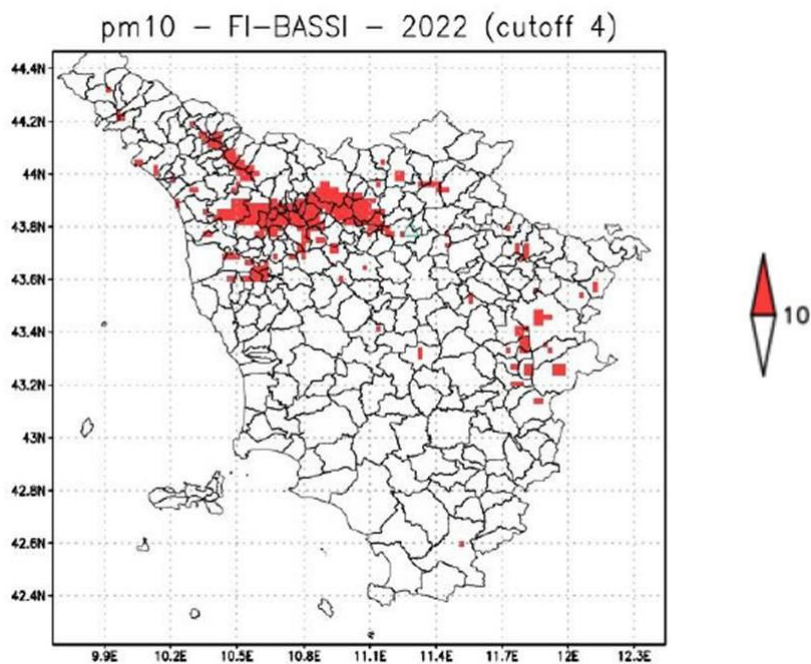 pm10 - FI-BASSI - 2022 (cutoff 4)
44.4N
44.2N
44N
43.8N
43.6N
43.4N
43.2N
43N
42.8N
42.6N
42.4N
9.9E 10.2E 10.5E 10.8E 11.1E 11.4E 11.7E 12E 12.3E
10